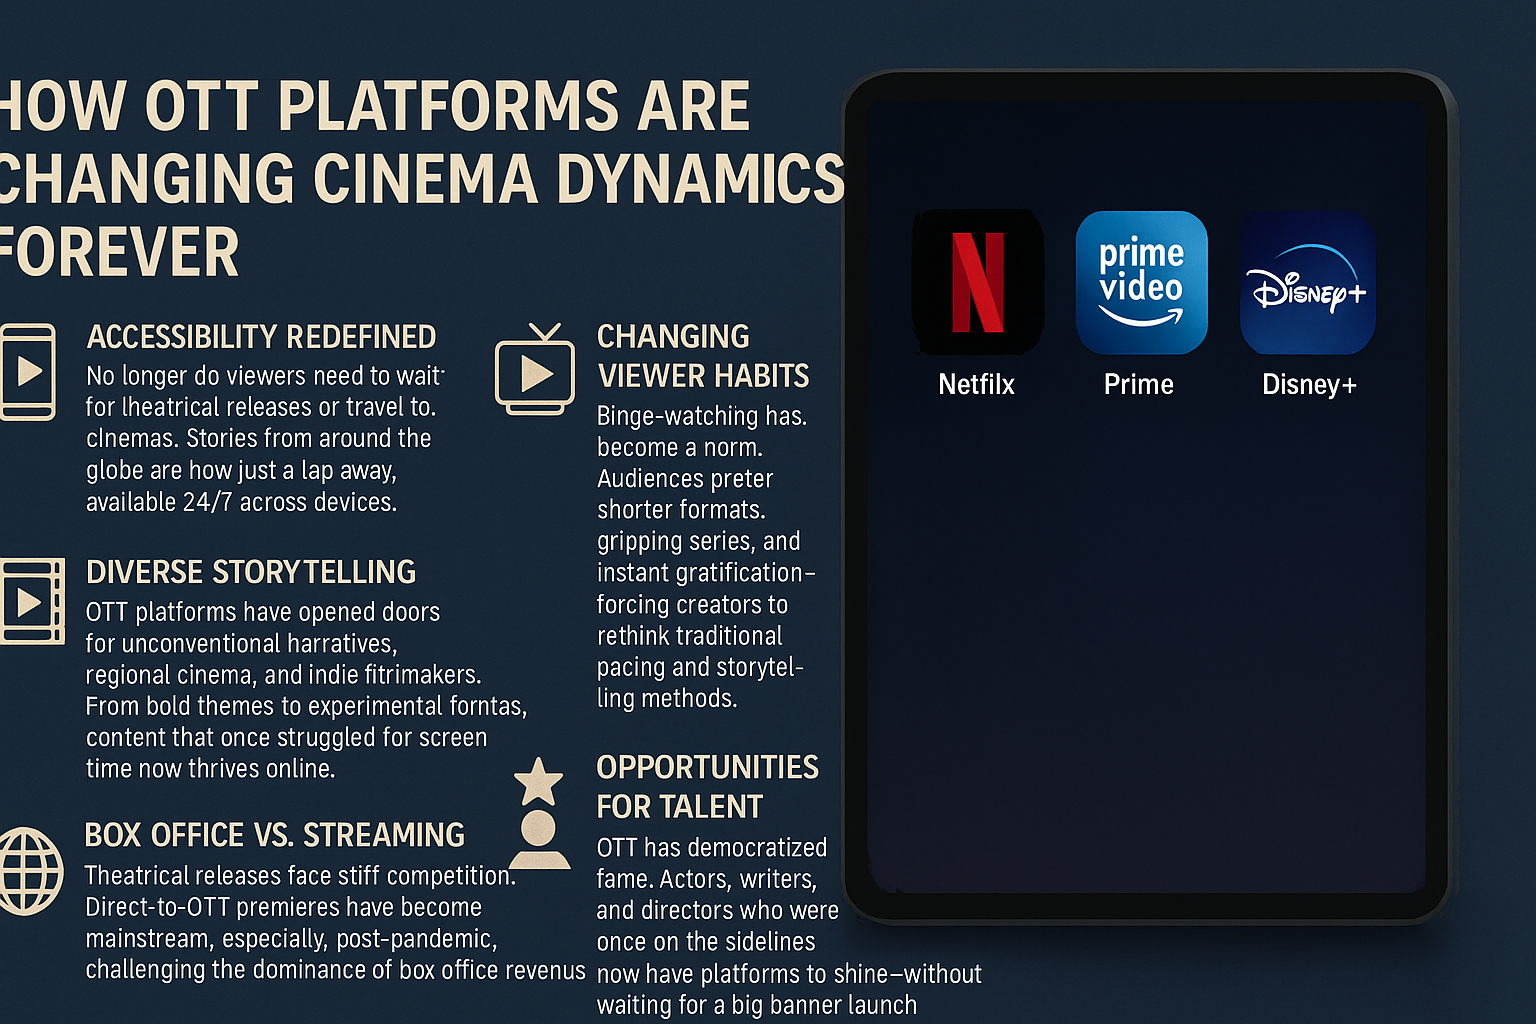 HOW OTT PLATFORMS ARE
CHANGING CINEMA DYNAMICS
FOREVER
ACCESSIBILITY REDEFINED
No longer do viewers need to wait·
for lheatrical releases or travel to.
clnemas. Stories from around the
globe are how just a lap away,
available 24/7 across devices.
DIVERSE STORYTELLING
OTT platforms have opened doors
for unconventional harratives,
regional cinema, and indie fitrimakers.
From bold themes to experimental forntas,
content that once struggled for screen
time now thrives online.
BOX OFFICE VS. STREAMING
Theatrical releases face stiff competition.
Direct-to-OTT premieres have become
mainstream, especially, post-pandemic,
challenging the dominance of box office revenus
CHANGING
VIEWER HABITS
Binge-watching has.
become a norm.
Audiences preter
shorter formats.
gripping series, and
instant gratification–
forcing creators to
rethink traditional
pacing and storytel-
ling methods.
OPPORTUNITIES
FOR TALENT
OTT has democratized
fame. Actors, writers,
and directors who were
once on the sidelines
now have platforms to shine—without
waiting for a big banner launch
N
prime
video
Disney+
Netfilx
Prime
Disney+